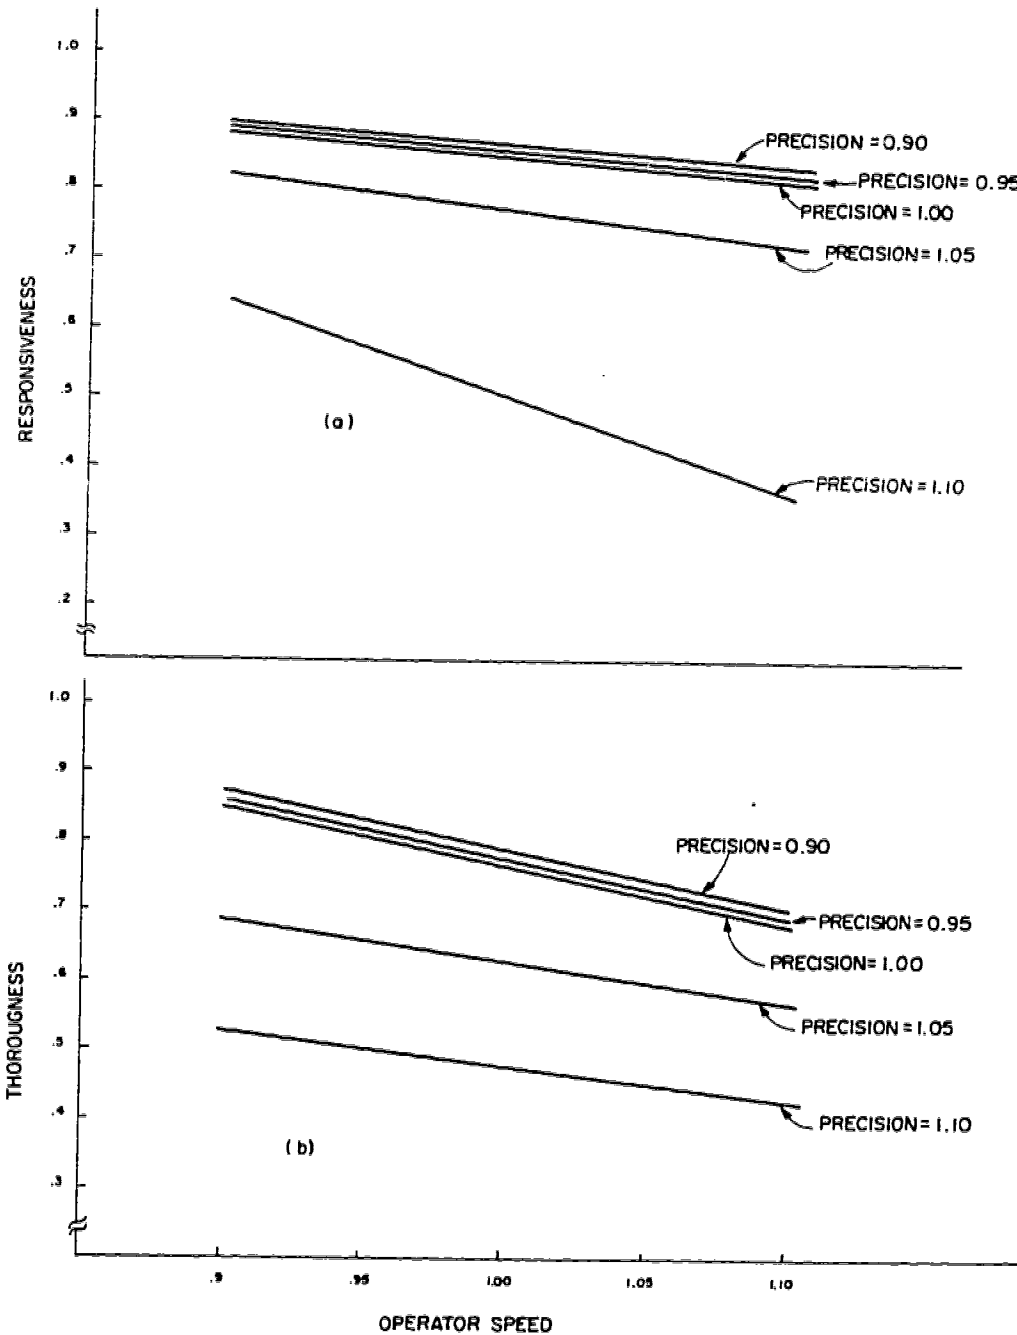 1.0
.9
.8
.7
.6
.5
.4
.3
.2
RESPONSIVENESS
PRECISION = 0.90
PRECISION = 0.95
PRECISION = 1.00
PRECISION = 1.05
PRECISION = 1.10
(a)
1.0
.9
.8
.7
.6
.5
.4
.3
THOROUGNESS
PRECISION = 0.90
PRECISION = 0.95
PRECISION = 1.00
PRECISION = 1.05
PRECISION = 1.10
(b)
.9 .95 1.00 1.05 1.10
OPERATOR SPEED